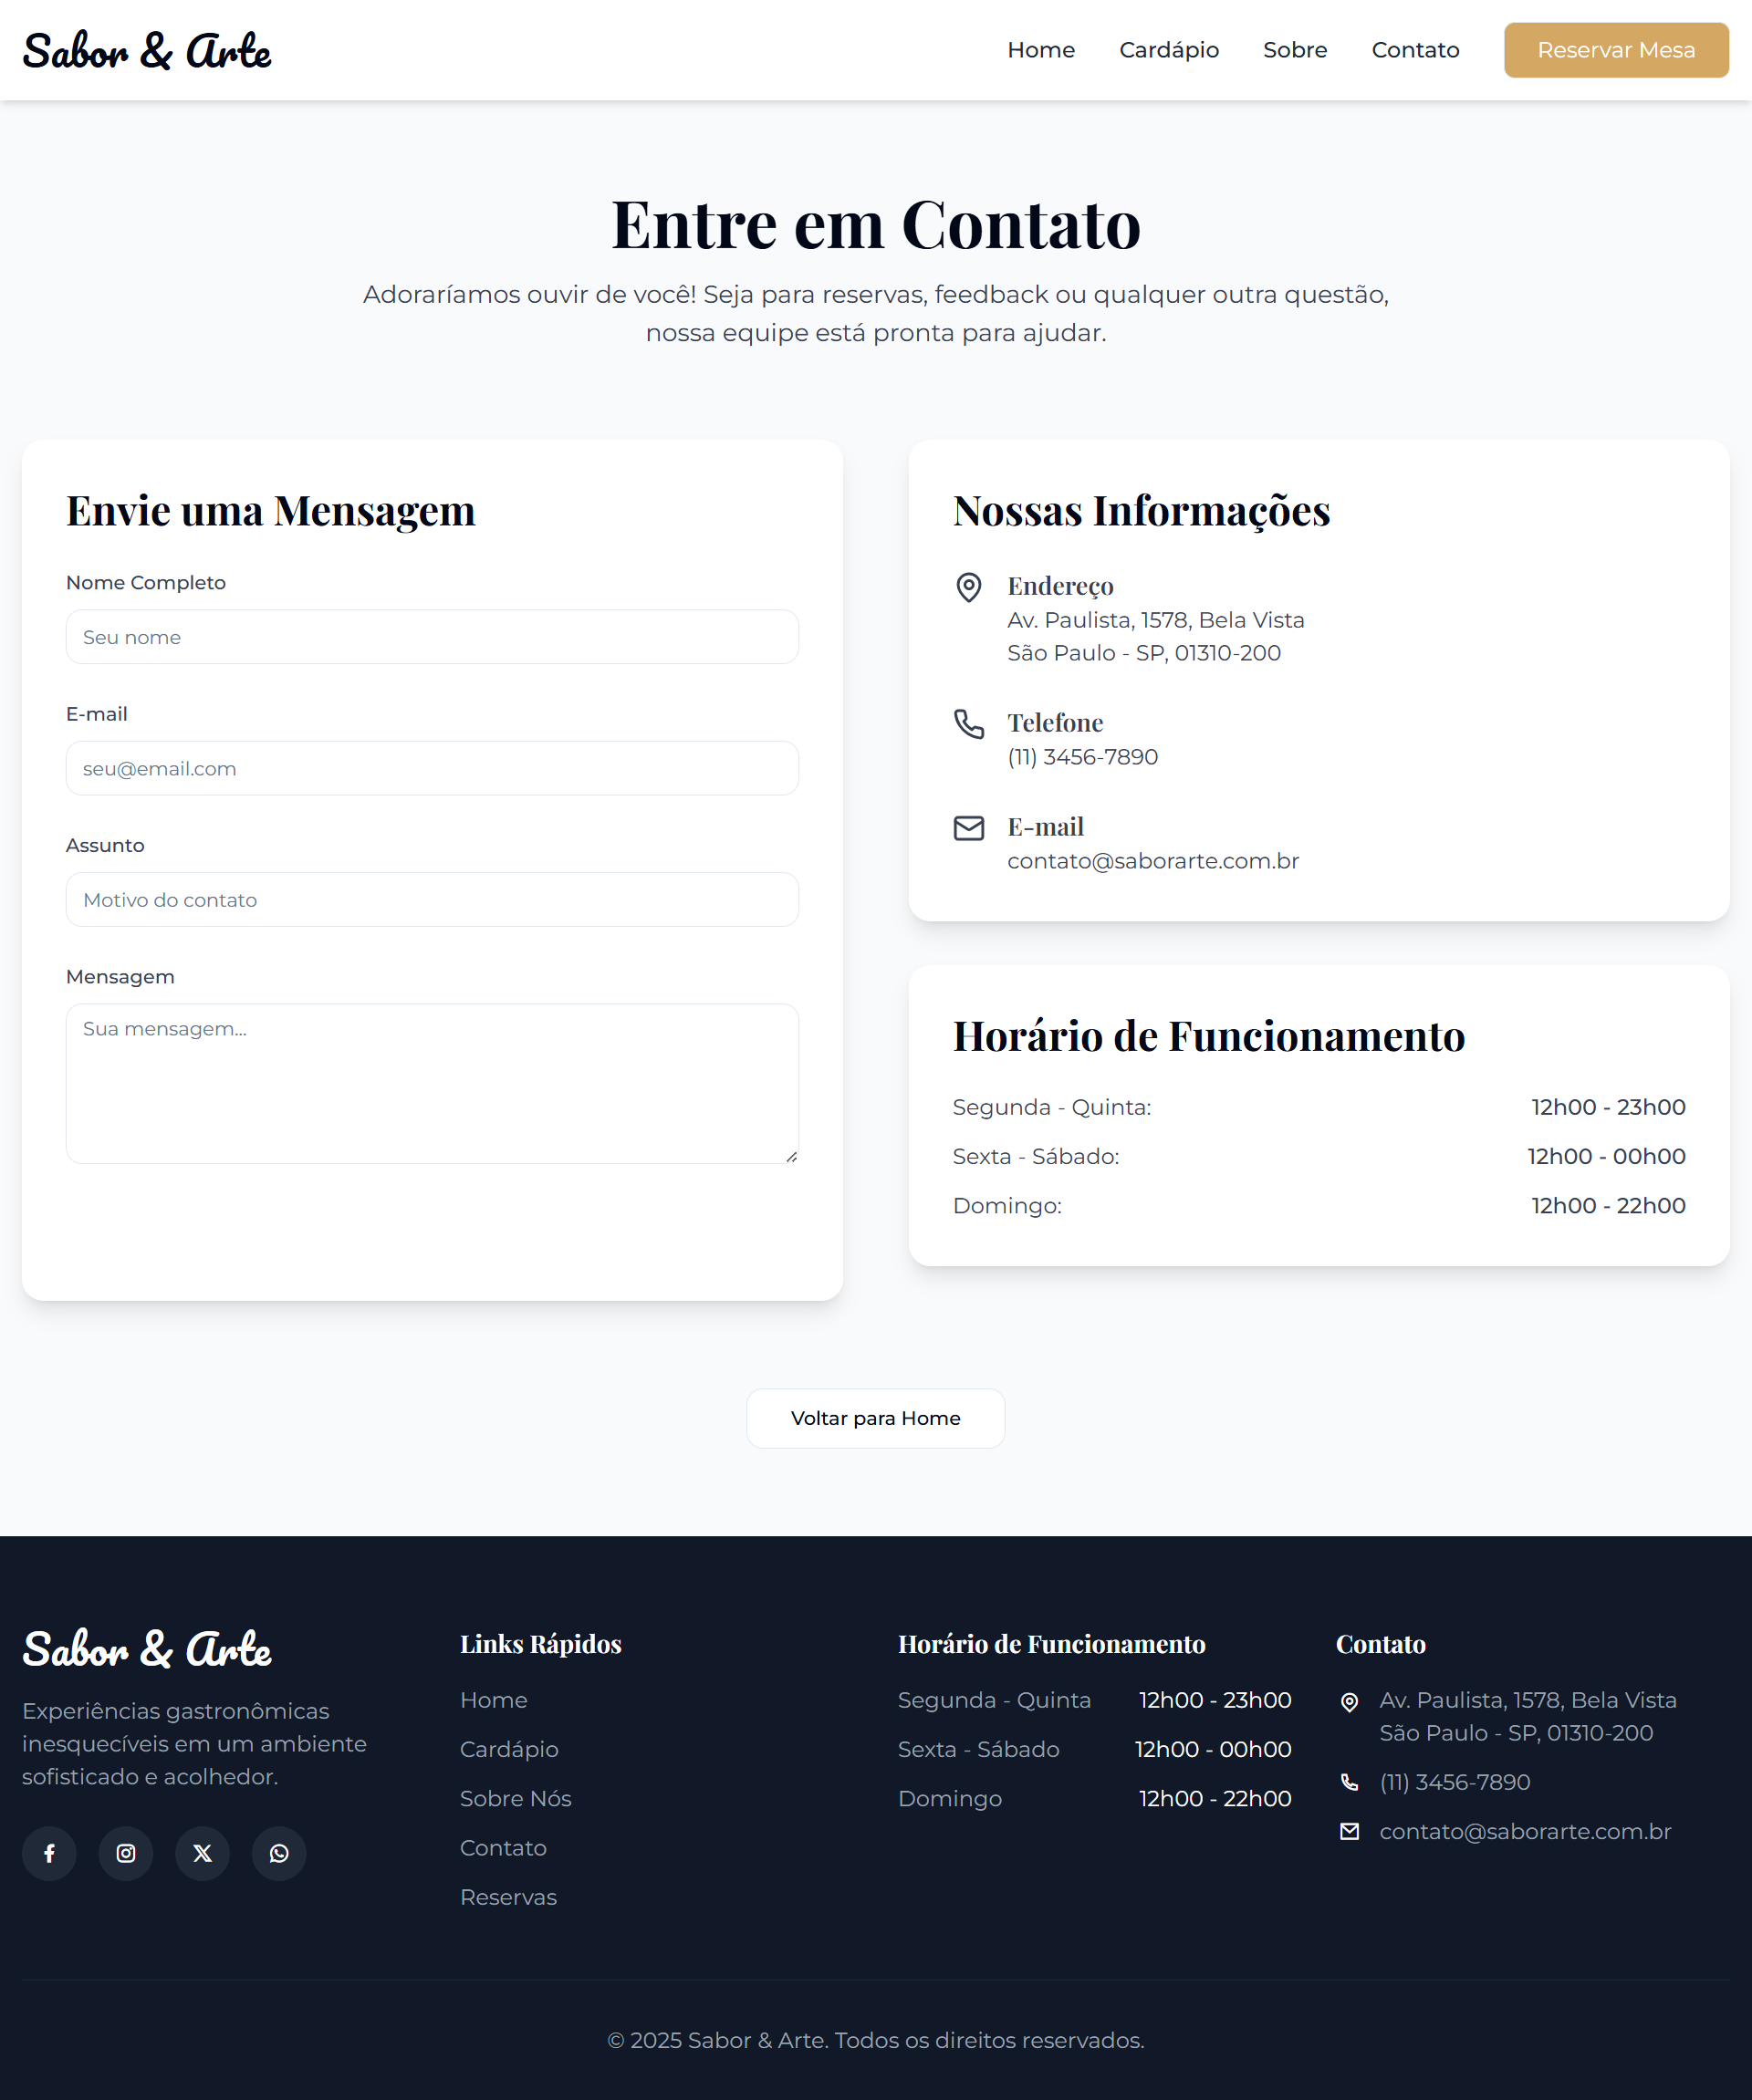 Sabor & Arte
Home
Cardápio
Sobre
Contato
Reservar Mesa
Entre em Contato
Adoraríamos ouvir de você! Seja para reservas, feedback ou qualquer outra questão,
nossa equipe está pronta para ajudar.
Envie uma Mensagem
Nome Completo
Seu nome
E-mail
seu@email.com
Assunto
Motivo do contato
Mensagem
Sua mensagem...
Nossas Informações
Endereço
Av. Paulista, 1578, Bela Vista
São Paulo - SP, 01310-200
Telefone
(11) 3456-7890
E-mail
contato@saborarte.com.br
Horário de Funcionamento
Segunda - Quinta: 12h00 - 23h00
Sexta - Sábado: 12h00 - 00h00
Domingo: 12h00 - 22h00
Voltar para Home
Sabor & Arte
Experiências gastronômicas
inesquecíveis em um ambiente
sofisticado e acolhedor.
Links Rápidos
Home
Cardápio
Sobre Nós
Contato
Reservas
Horário de Funcionamento
Segunda - Quinta 12h00 - 23h00
Sexta - Sábado 12h00 - 00h00
Domingo 12h00 - 22h00
Contato
Av. Paulista, 1578, Bela Vista
São Paulo - SP, 01310-200
(11) 3456-7890
contato@saborarte.com.br
© 2025 Sabor & Arte. Todos os direitos reservados.